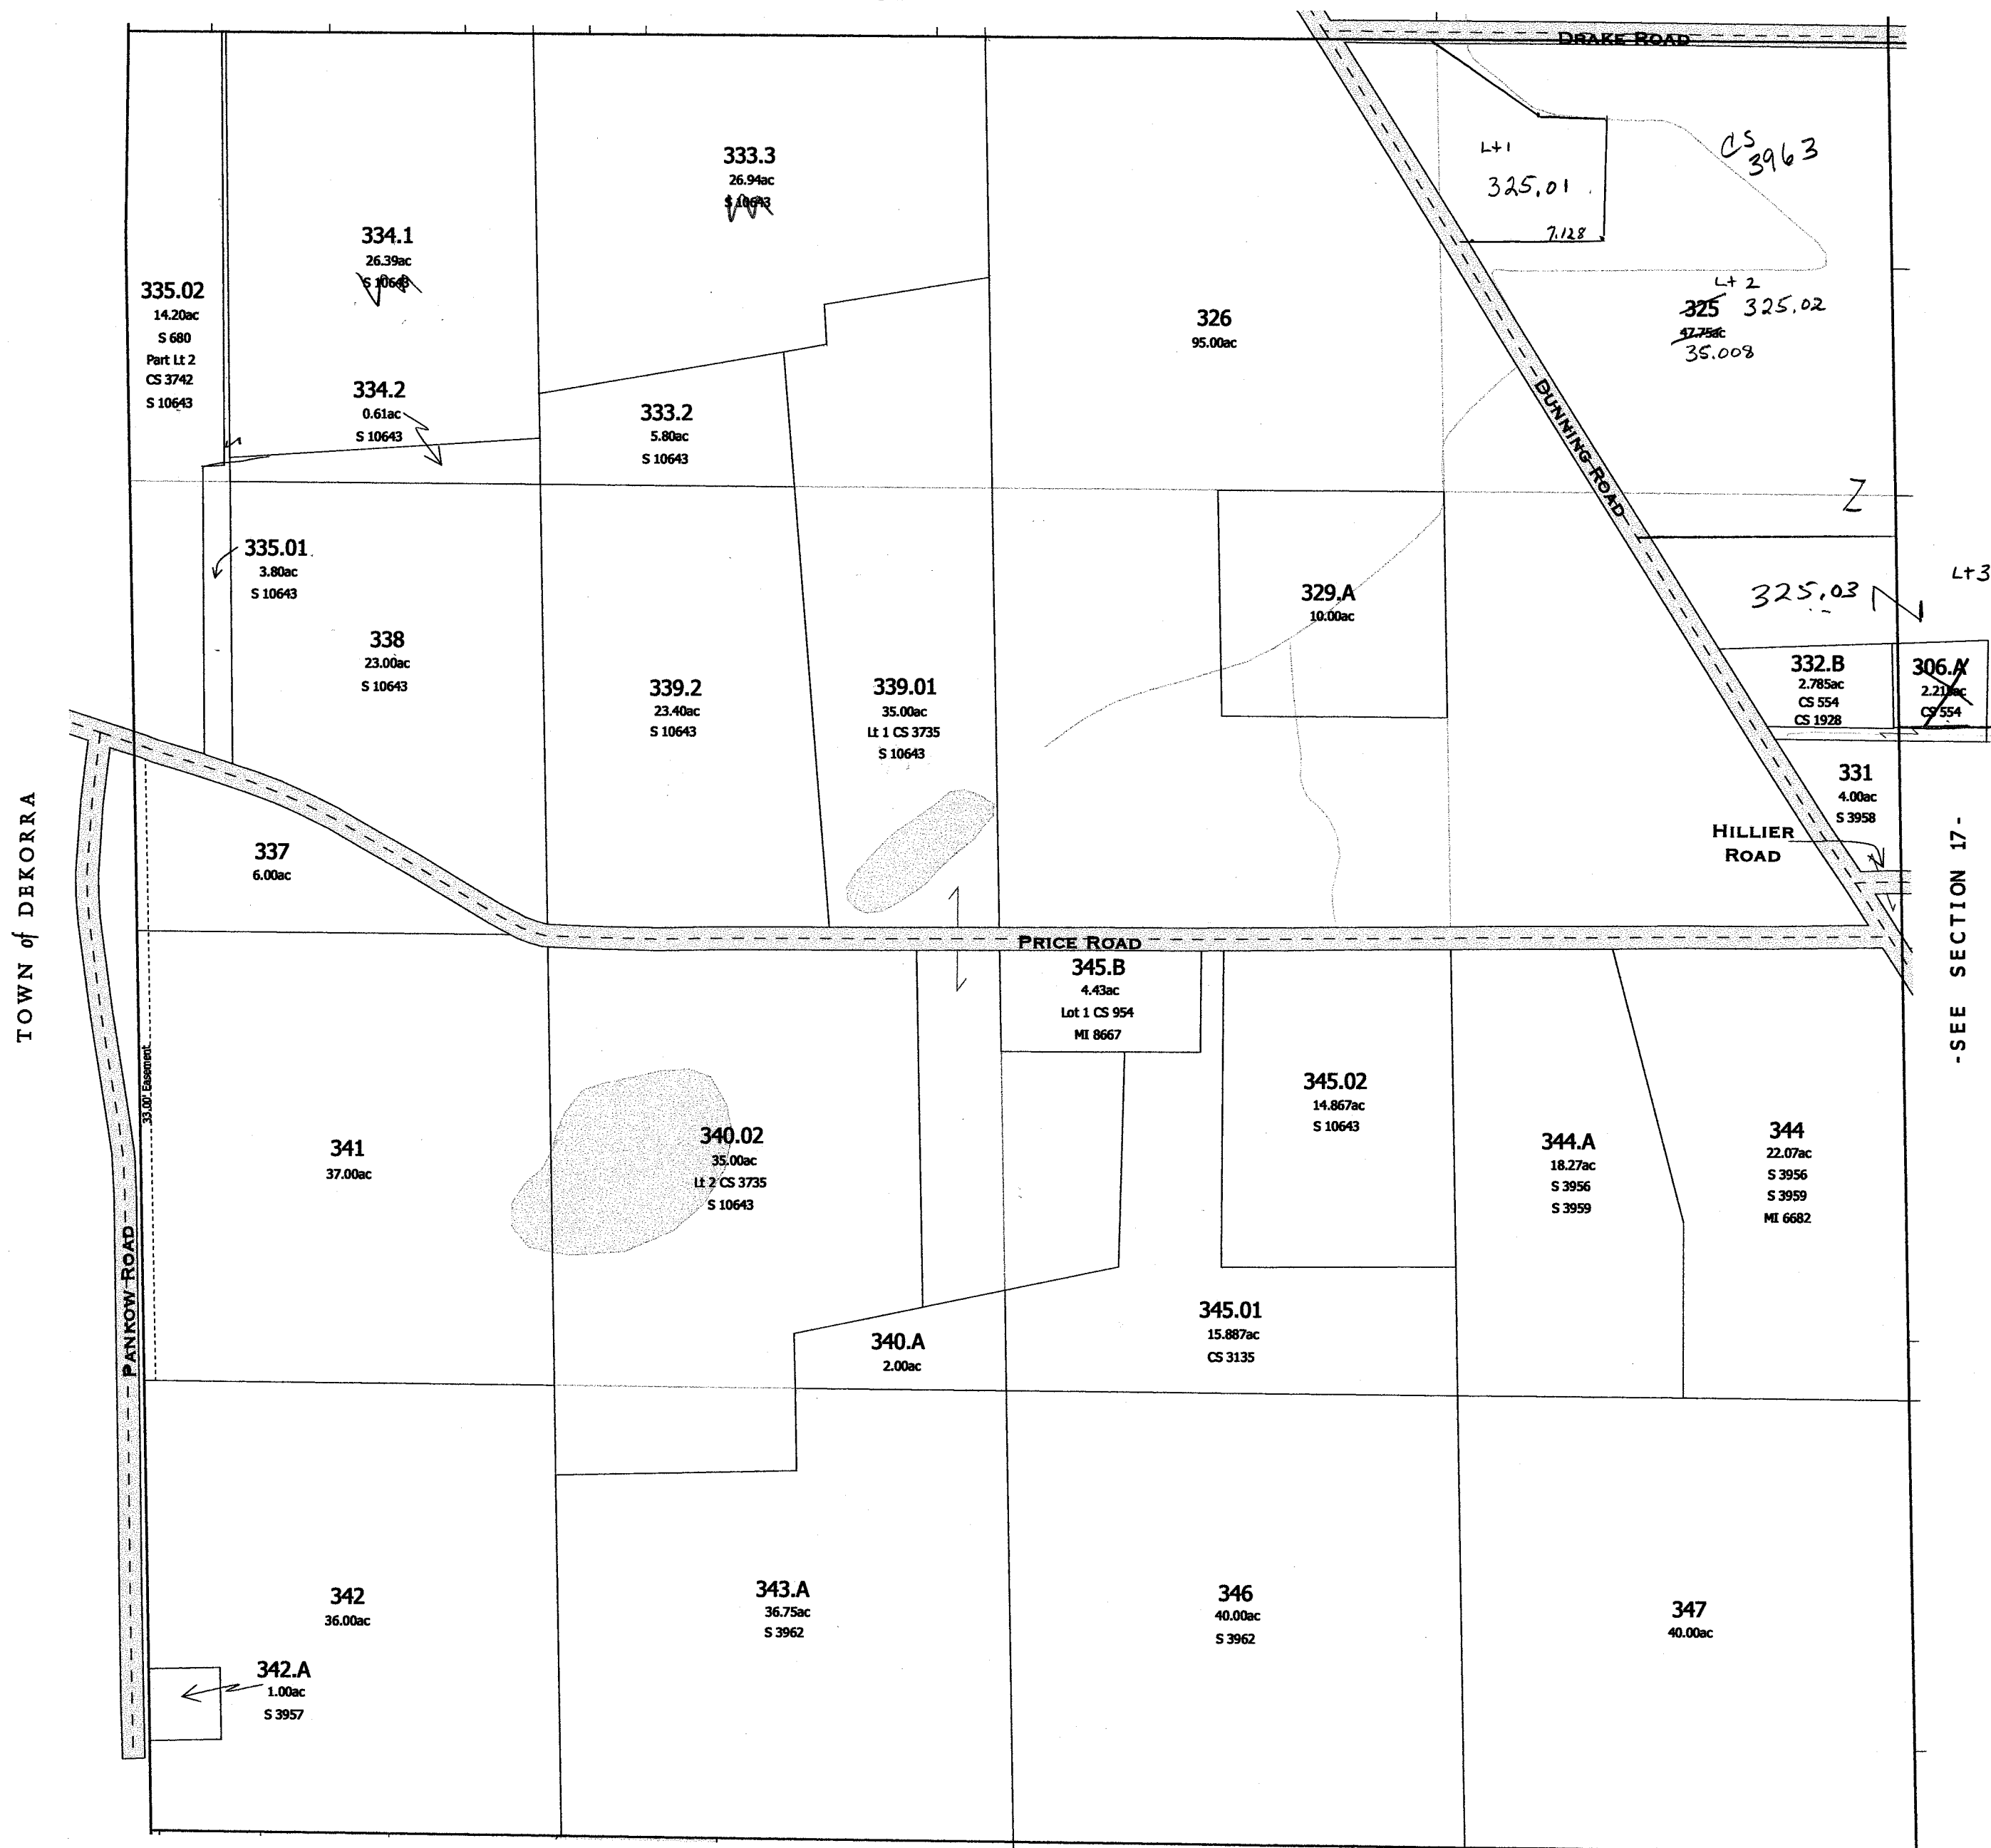 DRAKE ROAD
333.3
26.94ac
S 10643
Lt 1
325.01
7.128
CS
3963
334.1
26.39ac
S 10643
335.02
14.20ac
S 680
Part Lt 2
CS 3742
S 10643
326
95.00ac
Lt 2
325 325.02
47.75ac
35.008
334.2
0.61ac
S 10643
333.2
5.80ac
S 10643
DUNNING ROAD
335.01
3.80ac
S 10643
329.A
10.00ac
Lt 3
325.03
338
23.00ac
S 10643
339.2
23.40ac
S 10643
339.01
35.00ac
Lt 1 CS 3735
S 10643
332.B
2.785ac
CS 554
CS 1928
306.A
CS 554
331
4.00ac
S 3958
HILLIER
ROAD
TOWN of DEKORRA
337
6.00ac
-SEE SECTION 17-
PRICE ROAD
345.B
4.43ac
Lot 1 CS 954
MI 8667
33.00' Easement
345.02
14.867ac
S 10643
341
37.00ac
340.02
35.00ac
Lt 2 CS 3735
S 10643
344.A
18.27ac
S 3956
S 3959
344
22.07ac
S 3956
S 3959
MI 6682
PANKOW ROAD
340.A
2.00ac
345.01
15.887ac
CS 3135
342
36.00ac
343.A
36.75ac
S 3962
346
40.00ac
S 3962
347
40.00ac
342.A
1.00ac
S 3957